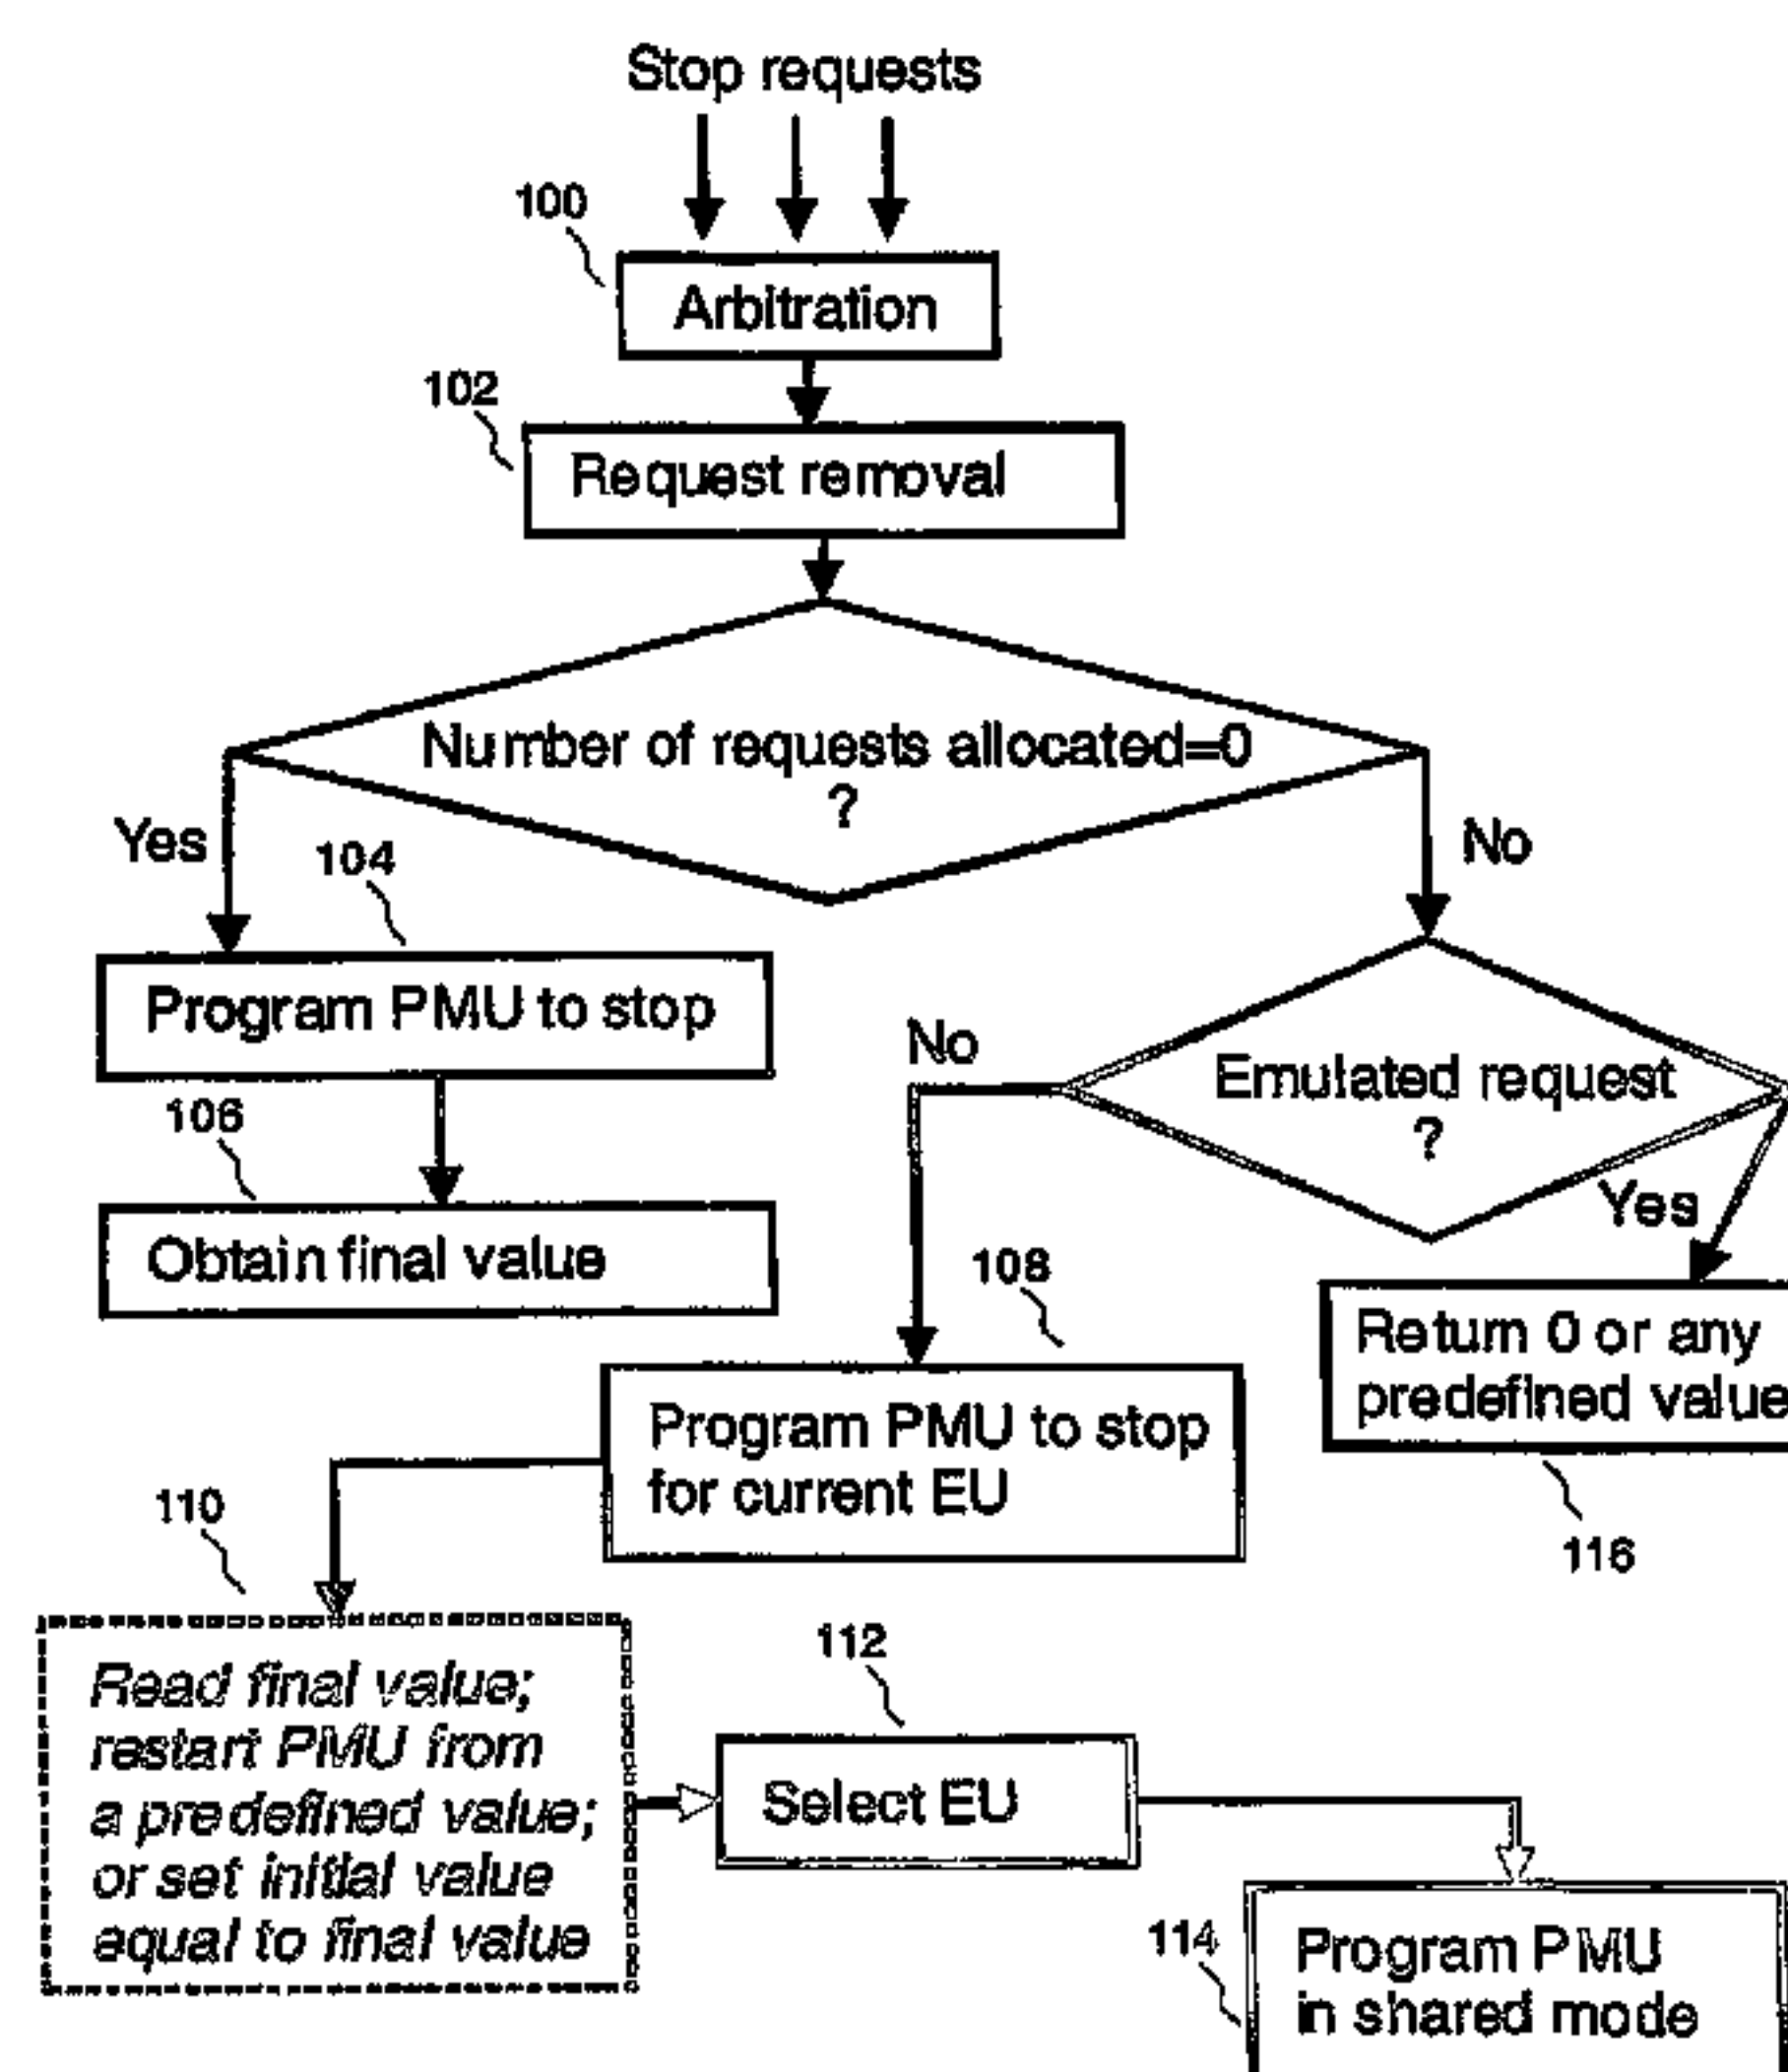 Stop requests
100
Arbitration
102
Request removal
Number of requests allocated=0
?
Yes
No
104
Program PMU to stop
No
Emulated request
?
Yes
106
Obtain final value
108
Return 0 or any
predefined value
Program PMU to stop
for current EU
116
110
Read final value;
restart PMU from
a predefined value;
or set initial value
equal to final value
112
Select EU
114
Program PMU
in shared mode